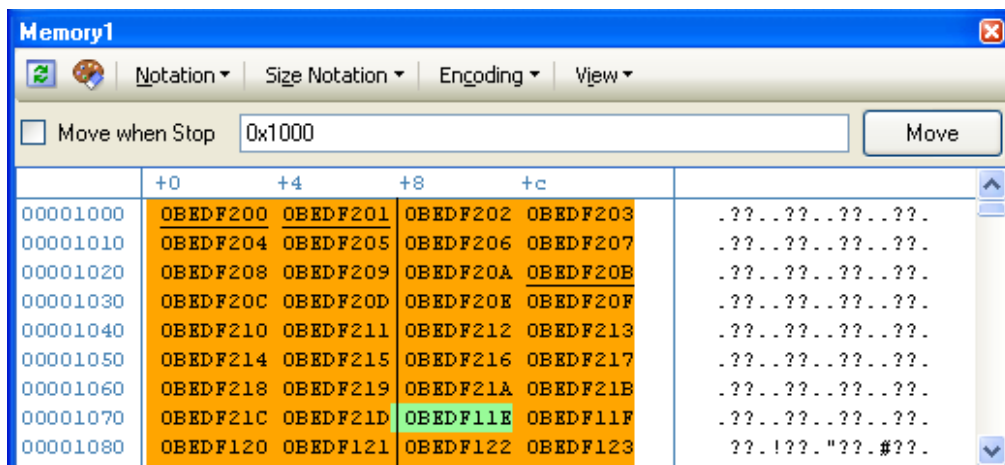 Memory1
Notation Size Notation Encoding View
Move when Stop 0x1000 Move
+0 +4 +8 +c
00001000 0BEDF200 0BEDF201 0BEDF202 0BEDF203 .??..??..??..??.
00001010 0BEDF204 0BEDF205 0BEDF206 0BEDF207 .??..??..??..??.
00001020 0BEDF208 0BEDF209 0BEDF20A 0BEDF20B .??..??..??..??.
00001030 0BEDF20C 0BEDF20D 0BEDF20E 0BEDF20F .??..??..??..??.
00001040 0BEDF210 0BEDF211 0BEDF212 0BEDF213 .??..??..??..??.
00001050 0BEDF214 0BEDF215 0BEDF216 0BEDF217 .??..??..??..??.
00001060 0BEDF218 0BEDF219 0BEDF21A 0BEDF21B .??..??..??..??.
00001070 0BEDF21C 0BEDF21D 0BEDF11E 0BEDF11F .??..??..??..??.
00001080 0BEDF120 0BEDF121 0BEDF122 0BEDF123 ??.!??."??.#??.